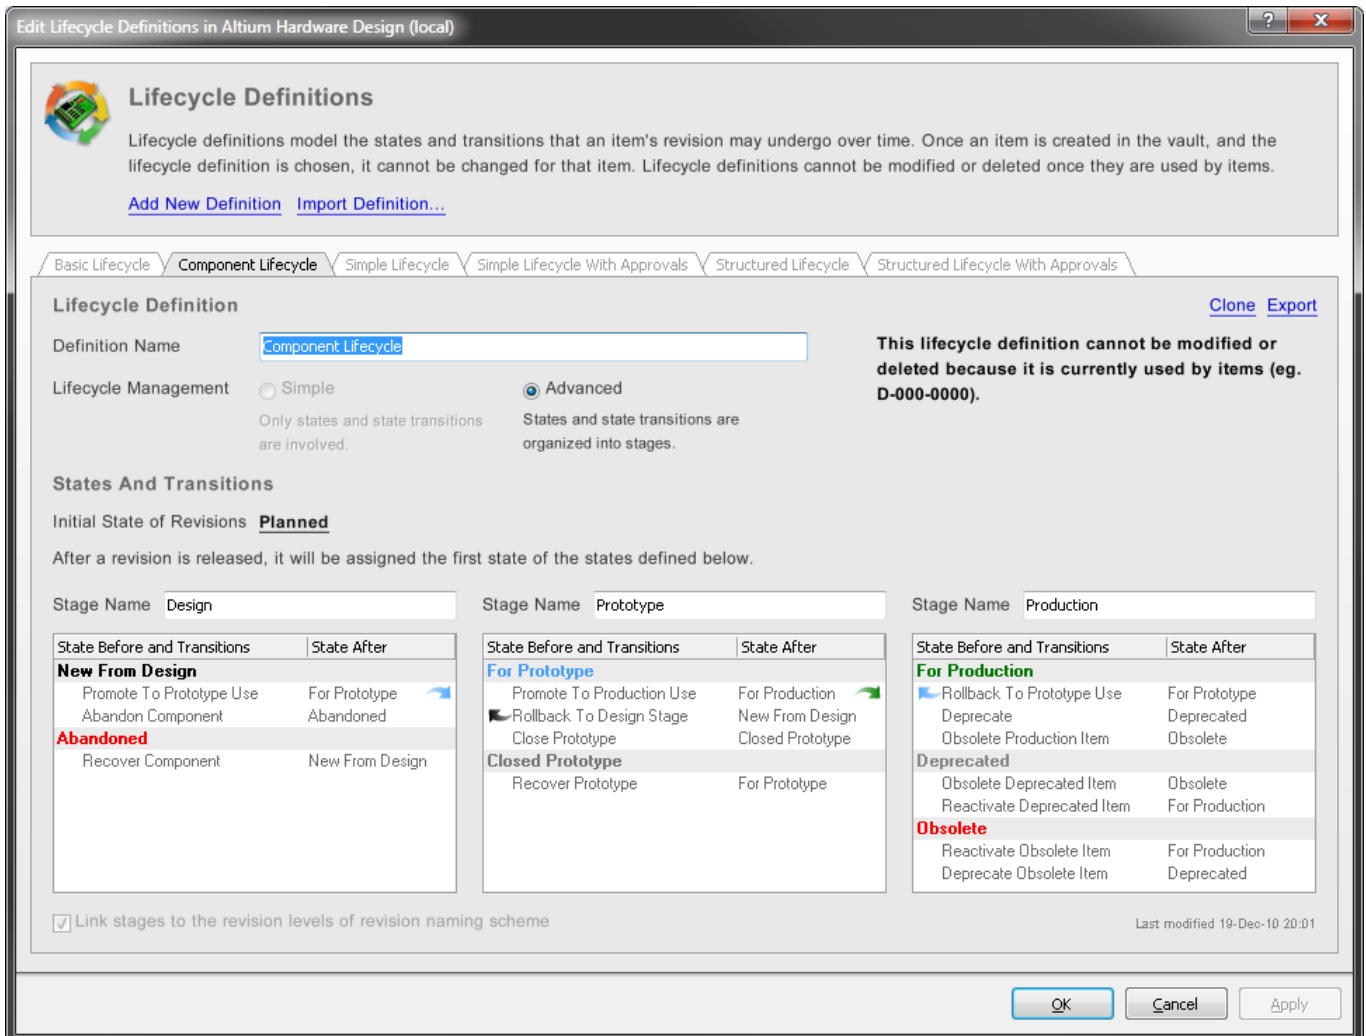 Edit Lifecycle Definitions in Altium Hardware Design (local)
?
X
Lifecycle Definitions
Lifecycle definitions model the states and transitions that an item's revision may undergo over time. Once an item is created in the vault, and the
lifecycle definition is chosen, it cannot be changed for that item. Lifecycle definitions cannot be modified or deleted once they are used by items.
Add New Definition Import Definition...
Basic Lifecycle Component Lifecycle Simple Lifecycle Simple Lifecycle With Approvals Structured Lifecycle Structured Lifecycle With Approvals
Lifecycle Definition
Clone Export
Definition Name Component Lifecycle
This lifecycle definition cannot be modified or
deleted because it is currently used by items (eg.
D-000-0000).
Lifecycle Management Simple Advanced
Only states and state transitions
are involved.
States and state transitions are
organized into stages.
States And Transitions
Initial State of Revisions Planned
After a revision is released, it will be assigned the first state of the states defined below.
Stage Name Design
State Before and Transitions State After
New From Design
Promote To Prototype Use For Prototype
Abandon Component Abandoned
Abandoned
Recover Component New From Design
Stage Name Prototype
State Before and Transitions State After
For Prototype
Promote To Production Use For Production
Rollback To Design Stage New From Design
Close Prototype Closed Prototype
Closed Prototype
Recover Prototype For Prototype
Stage Name Production
State Before and Transitions State After
For Production
Rollback To Prototype Use For Prototype
Deprecate Deprecated
Obsolete Production Item Obsolete
Deprecated
Obsolete Deprecated Item Obsolete
Reactivate Deprecated Item For Production
Obsolete
Reactivate Obsolete Item For Production
Deprecate Obsolete Item Deprecated
Link stages to the revision levels of revision naming scheme
Last modified 19-Dec-10 20:01
OK Cancel Apply